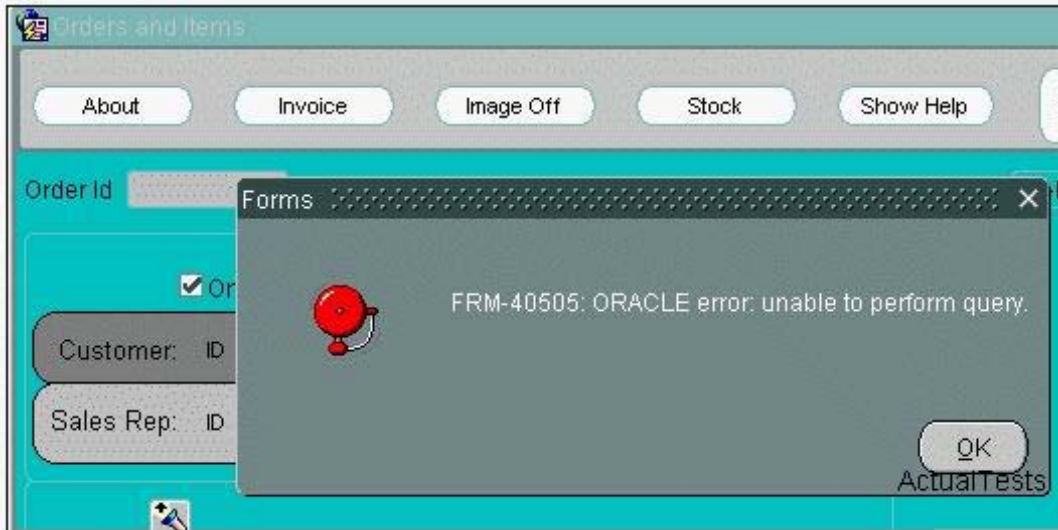 Orders and Items
About Invoice Image Off Stock Show Help
Order Id
Forms
Or
FRM-40505: ORACLE error: unable to perform query.
Customer: ID
Sales Rep: ID
OK
ActualTests